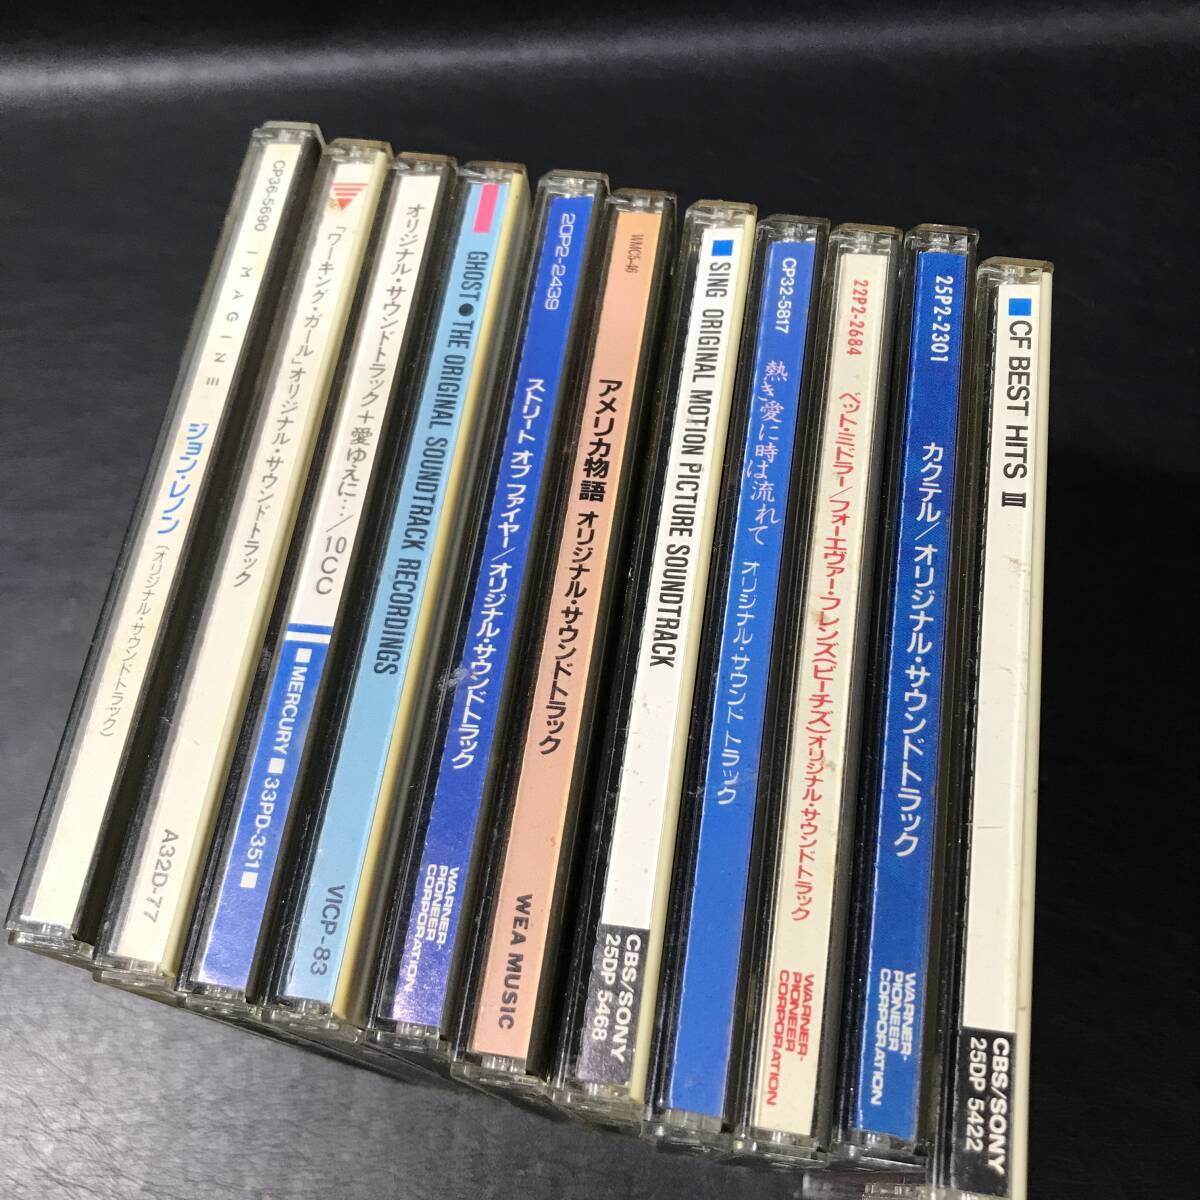 CP36-5690 IMAGINE ジョン・レノン (オリジナル・サウンドトラック)
「ワーキング・ガール」オリジナル・サウンドトラック A32D-77
オリジナル・サウンドトラック+愛ゆえに…/10CC ■MERCURY■33PD-351■
GHOST●THE ORIGINAL SOUNDTRACK RECORDINGS VICP-83
20P2-2439 ストリート オブ ファイヤー/オリジナル・サウンドトラック WARNER-PIONEER CORPORATION
WMC5-46 アメリカ物語 オリジナル・サウンドトラック WEA MUSIC
SING ORIGINAL MOTION PICTURE SOUNDTRACK CBS/SONY 25DP 5468
CP32-5817 熱き愛に時は流れて オリジナル・サウンドトラック
22P2-2684 ベット・ミドラー/フォーエヴァー・フレンズ(ビーチズ)オリジナル・サウンドトラック WARNER-PIONEER CORPORATION
25P2-2301 カクテル/オリジナル・サウンドトラック WARNER-PIONEER CORPORATION
CF BEST HITS III CBS/SONY 25DP 5422